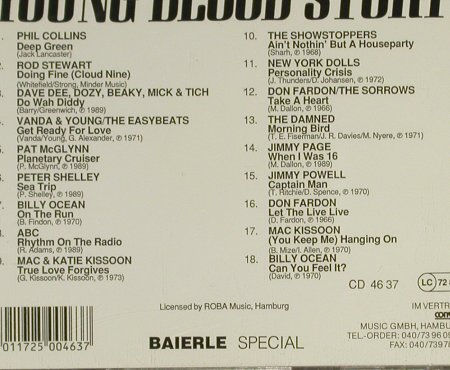 YOUNG BLOOD STORY
1. PHIL COLLINS
Deep Green
(Jack Lancaster)
2. ROD STEWART
Doing Fine (Cloud Nine)
(Whitefield/Strong, Minder Music)
3. DAVE DEE, DOZY, BEAKY, MICK & TICH
Do Wah Diddy
(Barry/Greenwich, ℗ 1989)
4. VANDA & YOUNG/THE EASYBEATS
Get Ready For Love
(Vanda/Young, G. Alexander, ℗ 1971)
5. PAT McGLYNN
Planetary Cruiser
(P. McGlynn, ℗ 1989)
6. PETER SHELLEY
Sea Trip
(P. Shelley, ℗ 1989)
7. BILLY OCEAN
On The Run
(B. Findon, ℗ 1970)
8. ABC
Rhythm On The Radio
(R. Adams, ℗ 1989)
9. MAC & KATIE KISSOON
True Love Forgives
(G. Kissoon/K. Kissoon, ℗ 1973)
10. THE SHOWSTOPPERS
Ain't Nothin' But A Houseparty
(Sharh, ℗ 1968)
11. NEW YORK DOLLS
Personality Crisis
(J. Thunders/D. Johansen, ℗ 1972)
12. DON FARDON/THE SORROWS
Take A Heart
(M. Dallon, ℗ 1966)
13. THE DAMNED
Morning Bird
(T. E. Fiserman/J. R. Davies/M. Nyere, ℗ 1971)
14. JIMMY PAGE
When I Was 16
(M. Dallon, ℗ 1989)
15. JIMMY POWELL
Captain Man
(T. Ritchie/D. Spence, ℗ 1970)
16. DON FARDON
Let The Live Live
(D. Fardon, ℗ 1966)
17. MAC KISSOON
(You Keep Me) Hanging On
(B. Mize/I. Allen, ℗ 1970)
18. BILLY OCEAN
Can You Feel It?
(David, ℗ 1970)
CD 46 37
LC 72
Licensed by ROBA Music, Hamburg
BAIERLE SPECIAL
011725 004637
IM VERTR
MUSIC GMBH, HAMBU
TEL.-ORDER: 040/73 96 09
FAX: 040/7397